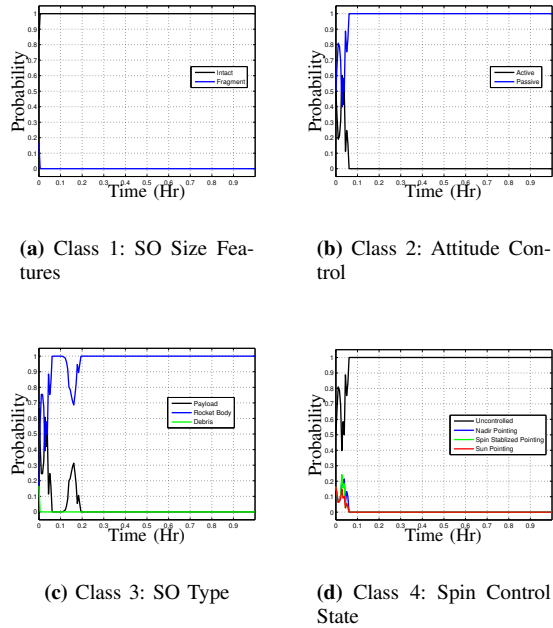 Probability
1
0.9
0.8
0.7
0.6
0.5
0.4
0.3
0.2
0.1
0
Intact
Fragment
0 0.1 0.2 0.3 0.4 0.5 0.6 0.7 0.8 0.9
Time (Hr)
(a) Class 1: SO Size Fea-
tures
Probability
1
0.9
0.8
0.7
0.6
0.5
0.4
0.3
0.2
0.1
0
Active
Passive
0 0.1 0.2 0.3 0.4 0.5 0.6 0.7 0.8 0.9
Time (Hr)
(b) Class 2: Attitude Con-
trol
Probability
1
0.9
0.8
0.7
0.6
0.5
0.4
0.3
0.2
0.1
0
Payload
Rocket Body
Debris
0 0.1 0.2 0.3 0.4 0.5 0.6 0.7 0.8 0.9
Time (Hr)
(c) Class 3: SO Type
Probability
1
0.9
0.8
0.7
0.6
0.5
0.4
0.3
0.2
0.1
0
Uncontrolled
Nadir Pointing
Spin Stablized Pointing
Sun Pointing
0 0.1 0.2 0.3 0.4 0.5 0.6 0.7 0.8 0.9
Time (Hr)
(d) Class 4: Spin Control
State